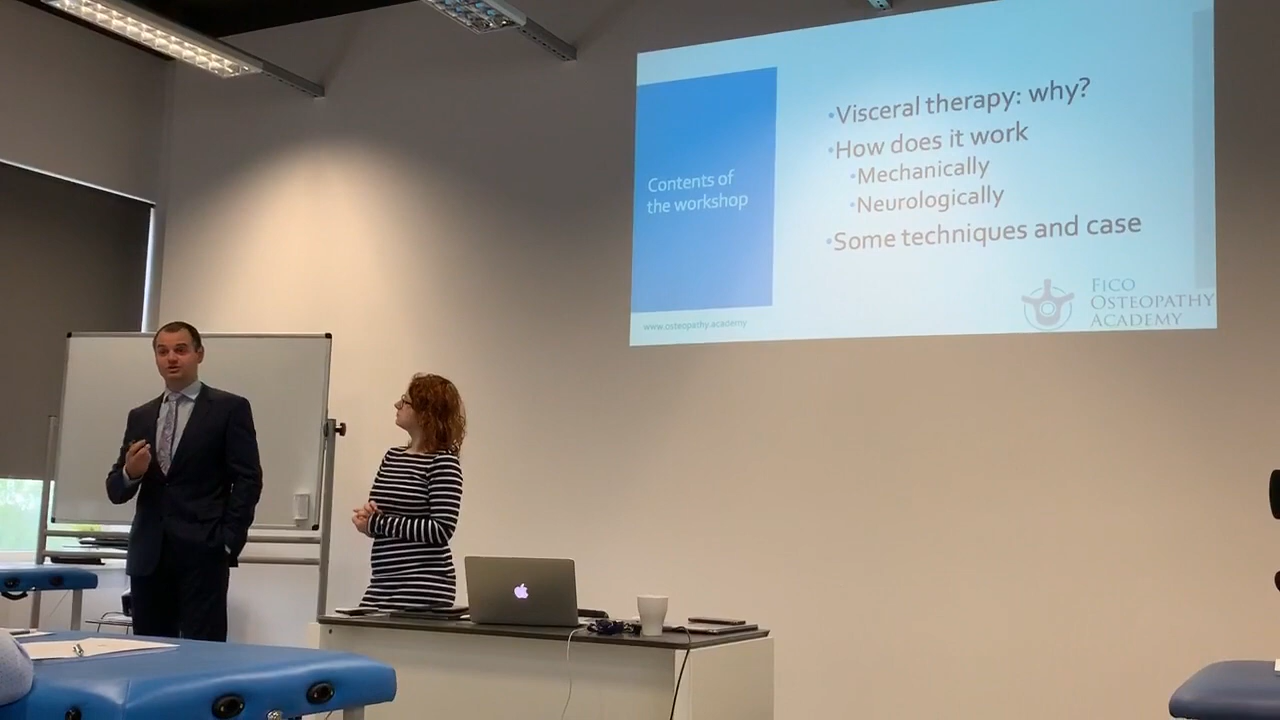 Contents of
the workshop
•Visceral therapy: why?
•How does it work
•Mechanically
•Neurologically
•Some techniques and case
www.osteopathy.academy
Fico
Osteopathy
Academy